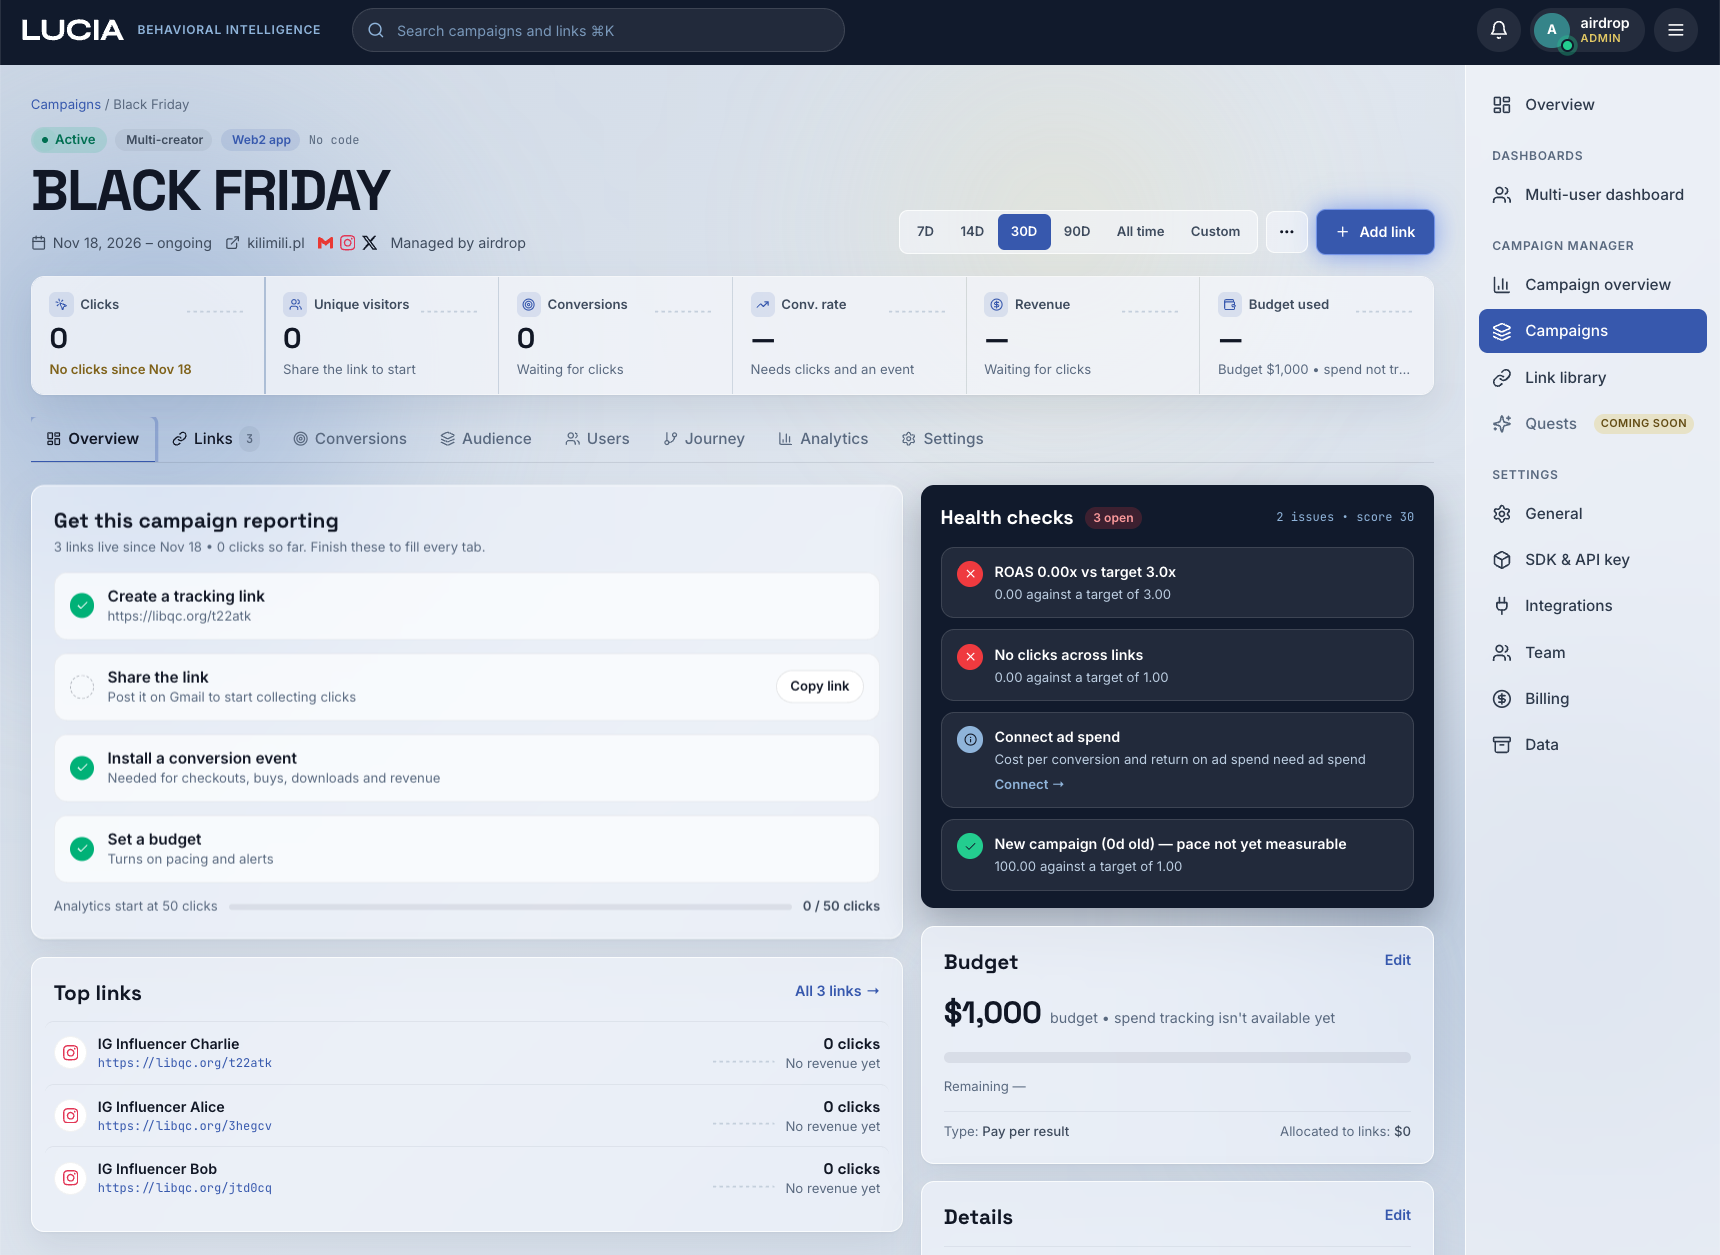 LUCIA
BEHAVIORAL INTELLIGENCE
Search campaigns and links ⌘K
A
airdrop
ADMIN
Campaigns / Black Friday
Active
Multi-creator
Web2 app
No code
BLACK FRIDAY
Nov 18, 2026 – ongoing
kilimili.pl
Managed by airdrop
7D
14D
30D
90D
All time
Custom
Add link
Clicks
0
No clicks since Nov 18
Unique visitors
0
Share the link to start
Conversions
0
Waiting for clicks
Conv. rate
—
Needs clicks and an event
Revenue
—
Waiting for clicks
Budget used
—
Budget $1,000 • spend not tr...
Overview
Links 3
Conversions
Audience
Users
Journey
Analytics
Settings
Get this campaign reporting
3 links live since Nov 18 • 0 clicks so far. Finish these to fill every tab.
Create a tracking link
https://libqc.org/t22atk
Share the link
Post it on Gmail to start collecting clicks
Copy link
Install a conversion event
Needed for checkouts, buys, downloads and revenue
Set a budget
Turns on pacing and alerts
Analytics start at 50 clicks
0 / 50 clicks
Top links
All 3 links →
IG Influencer Charlie
https://libqc.org/t22atk
0 clicks
No revenue yet
IG Influencer Alice
https://libqc.org/3hegcv
0 clicks
No revenue yet
IG Influencer Bob
https://libqc.org/jtd0cq
0 clicks
No revenue yet
Health checks
3 open
2 issues • score 30
ROAS 0.00x vs target 3.0x
0.00 against a target of 3.00
No clicks across links
0.00 against a target of 1.00
Connect ad spend
Cost per conversion and return on ad spend need ad spend
Connect →
New campaign (0d old) — pace not yet measurable
100.00 against a target of 1.00
Budget
Edit
$1,000 budget • spend tracking isn't available yet
Remaining —
Type: Pay per result
Allocated to links: $0
Details
Edit
Overview
DASHBOARDS
Multi-user dashboard
CAMPAIGN MANAGER
Campaign overview
Campaigns
Link library
Quests
COMING SOON
SETTINGS
General
SDK & API key
Integrations
Team
Billing
Data